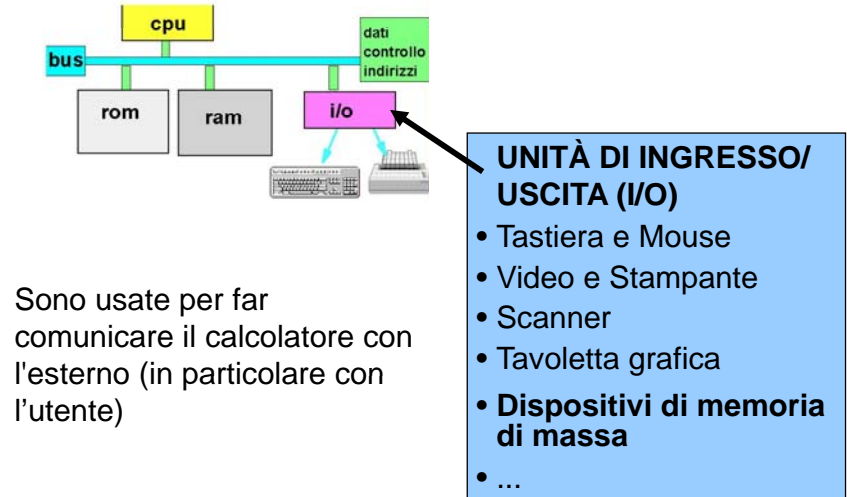 cpu
bus
dati
controllo
indirizzi
rom
ram
i/o
UNITÀ DI INGRESSO/
USCITA (I/O)
• Tastiera e Mouse
• Video e Stampante
• Scanner
• Tavoletta grafica
• Dispositivi di memoria
di massa
• ...
Sono usate per far
comunicare il calcolatore con
l'esterno (in particolare con
l’utente)